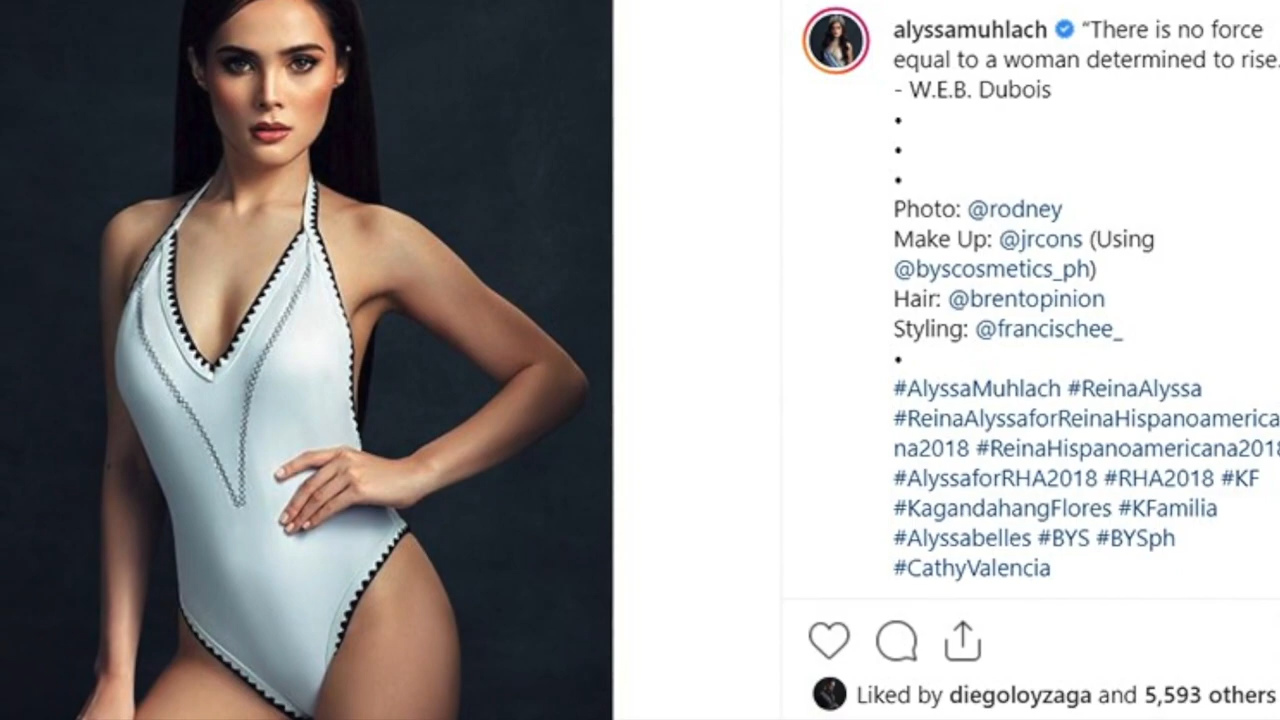 alyssamuhlach “There is no force
equal to a woman determined to rise.
- W.E.B. Dubois
•
•
•
Photo: @rodney
Make Up: @jrcons (Using
@byscosmetics_ph)
Hair: @brentopinion
Styling: @francischee_
•
#AlyssaMuhlach #ReinaAlyssa
#ReinaAlyssaforReinaHispanoamerica
na2018 #ReinaHispanoamericana2018
#AlyssaforRHA2018 #RHA2018 #KF
#KagandahangFlores #KFamilia
#Alyssabelles #BYS #BYSph
#CathyValencia
Liked by diegoloyzaga and 5,593 others